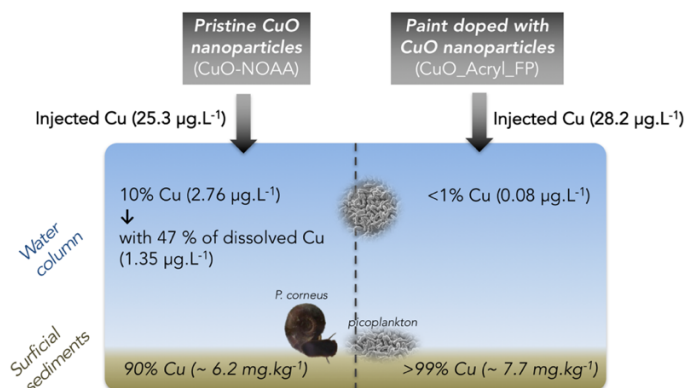 Pristine CuO
nanoparticles
(CuO-NOAA)
Paint doped with
CuO nanoparticles
(CuO_Acryl_FP)
Injected Cu (25.3 µg.L⁻¹)
Injected Cu (28.2 µg.L⁻¹)
10% Cu (2.76 µg.L⁻¹)
↓
with 47 % of dissolved Cu
(1.35 µg.L⁻¹)
<1% Cu (0.08 µg.L⁻¹)
Water
column
P. corneus
picoplankton
Surficial
sediments
90% Cu (~ 6.2 mg.kg⁻¹)
>99% Cu (~ 7.7 mg.kg⁻¹)